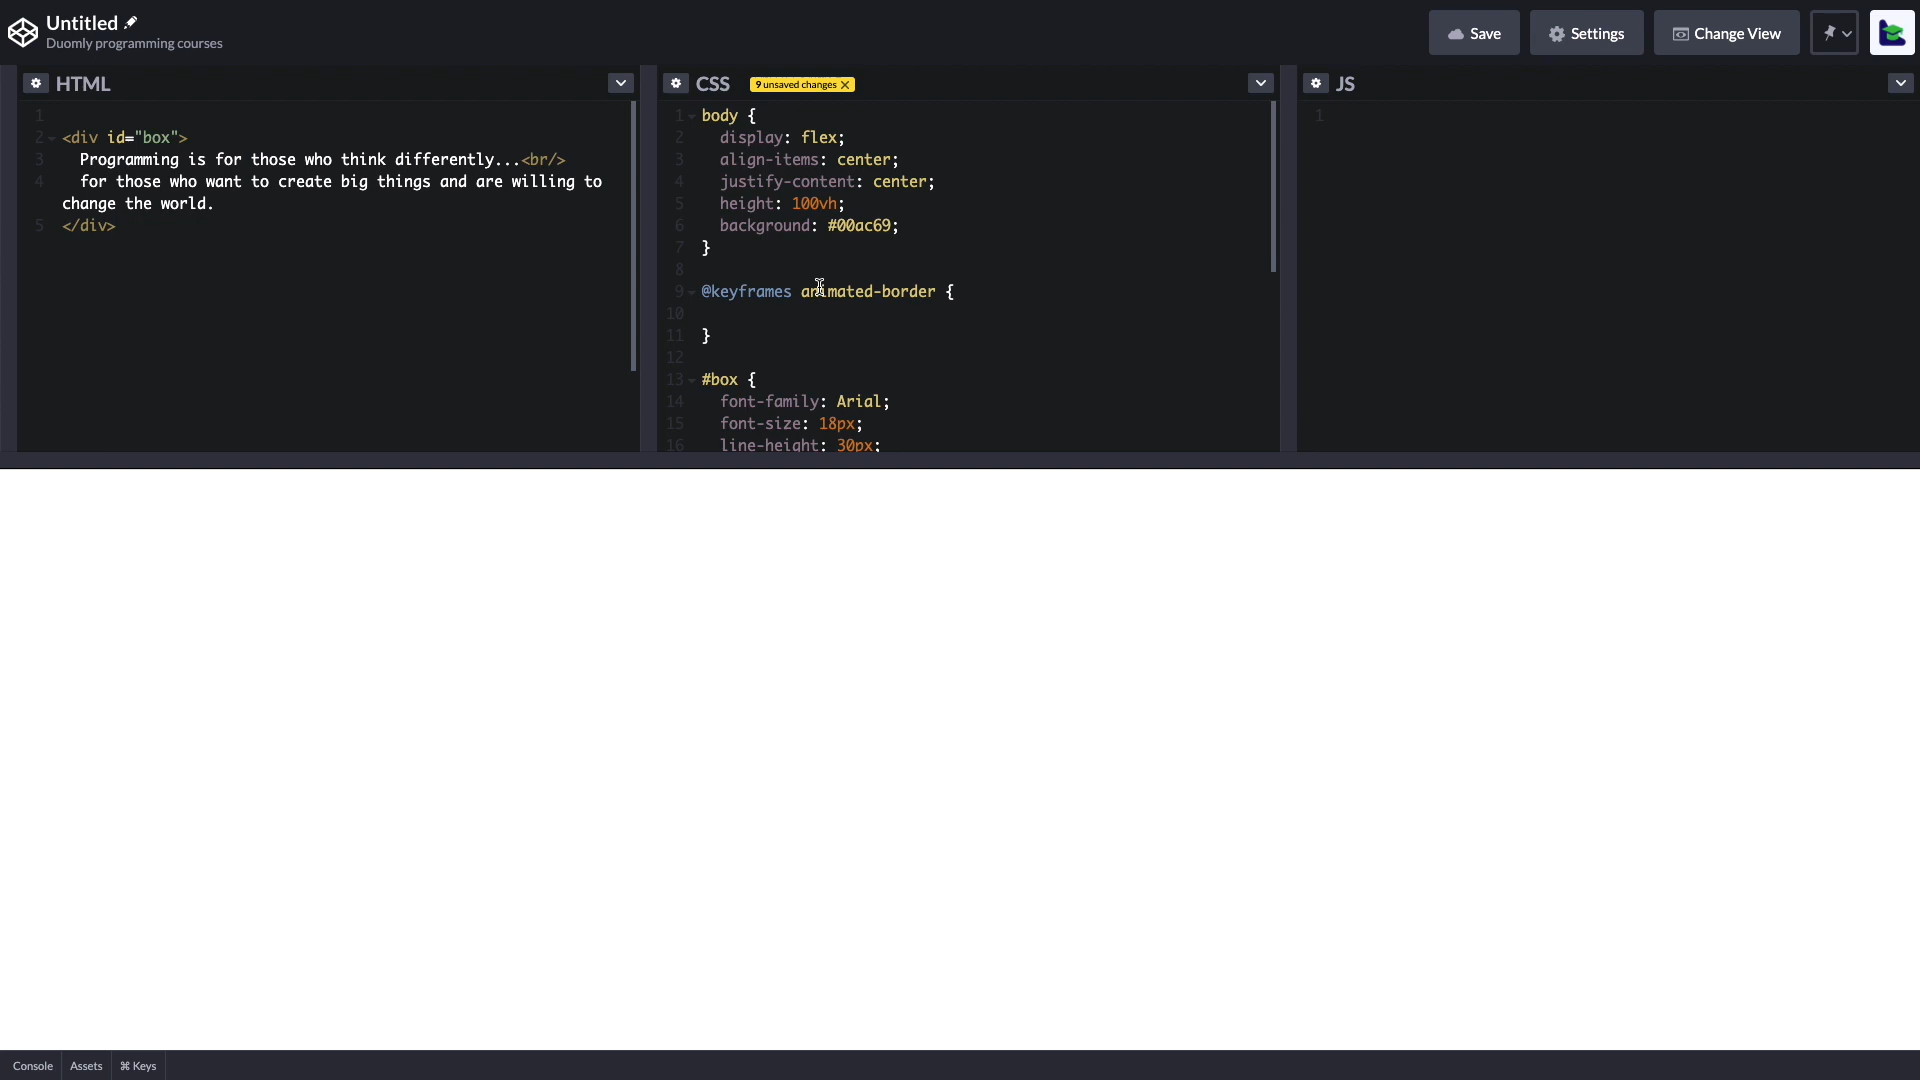 Untitled
Duomly programming courses
Save
Settings
Change View
HTML
1
2 <div id="box">
3 Programming is for those who think differently...<br/>
4 for those who want to create big things and are willing to
change the world.
5 </div>
CSS
9 unsaved changes
1 body {
2 display: flex;
3 align-items: center;
4 justify-content: center;
5 height: 100vh;
6 background: #00ac69;
7 }
8
9 @keyframes animated-border {
10
11 }
12
13 #box {
14 font-family: Arial;
15 font-size: 18px;
16 line-height: 30px;
JS
1
Console
Assets
⌘ Keys